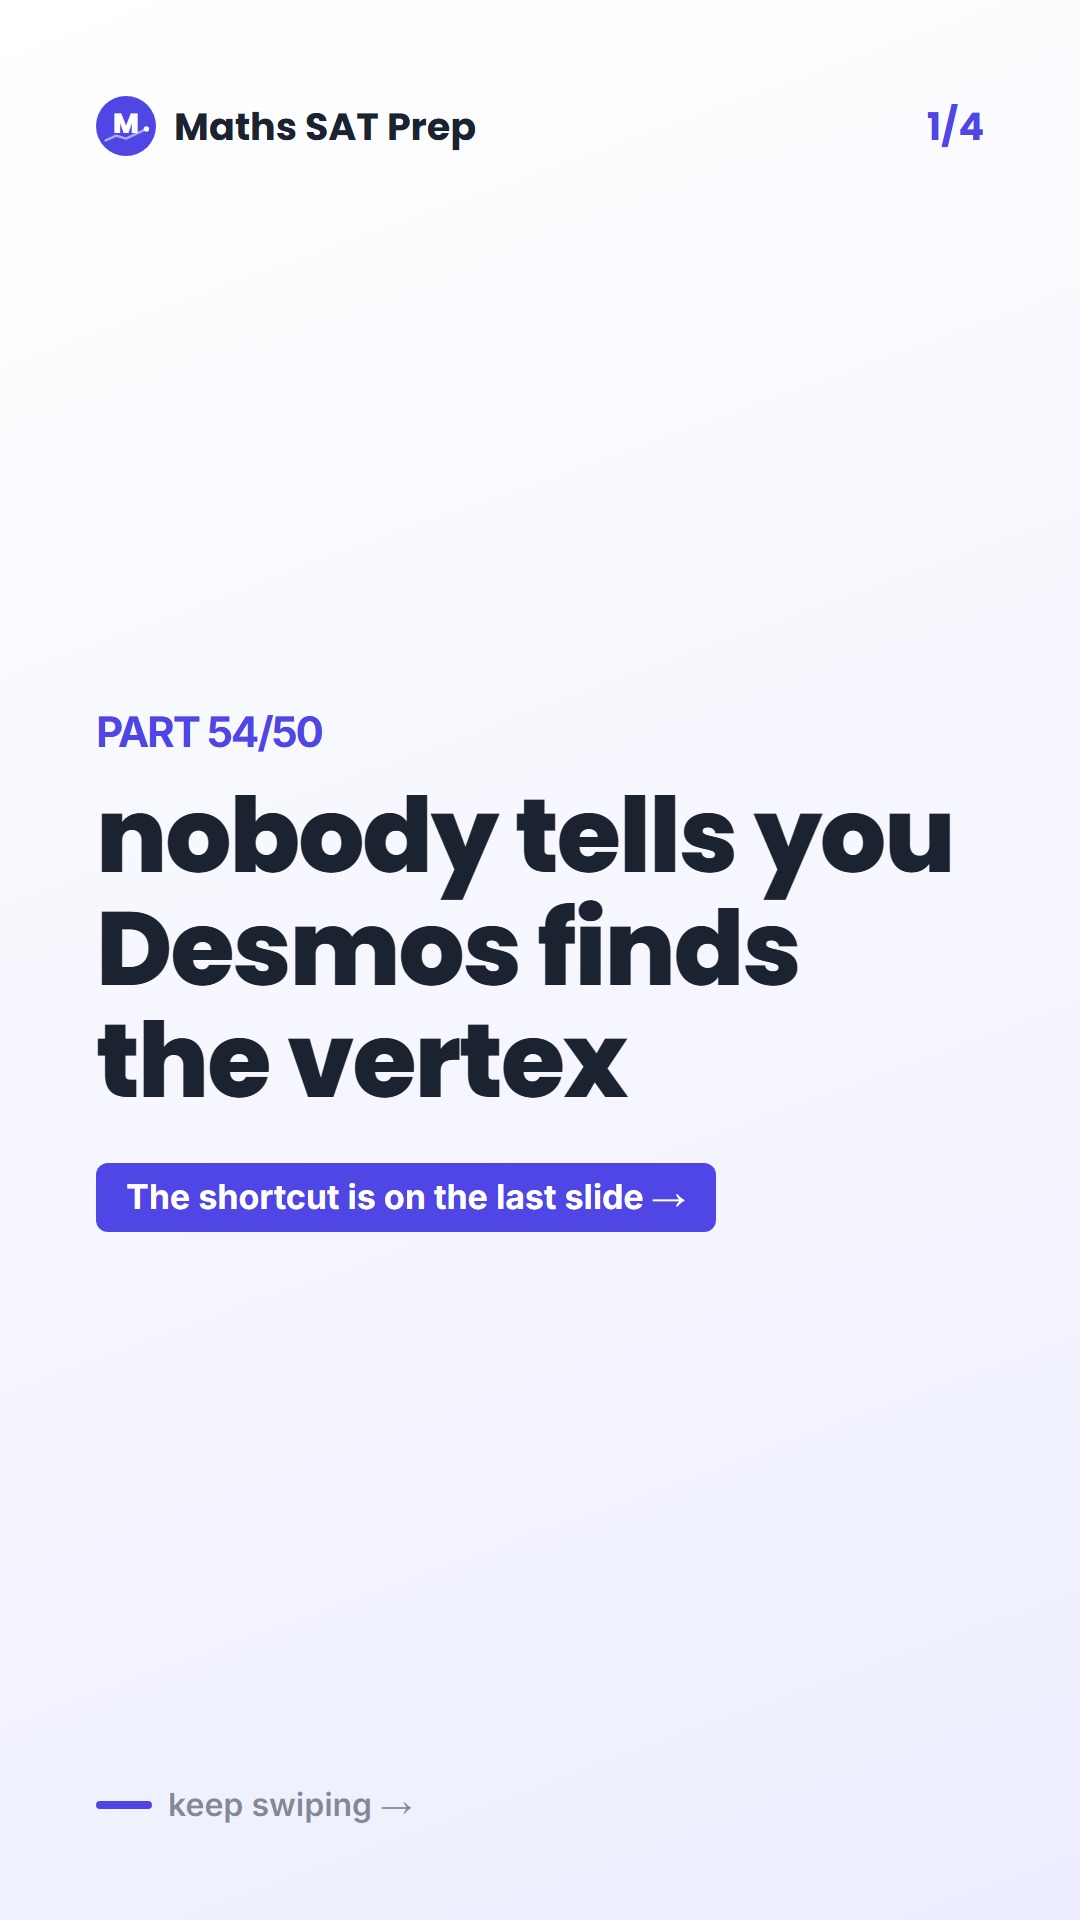 M
Maths SAT Prep
1/4
PART 54/50
nobody tells you
Desmos finds
the vertex
The shortcut is on the last slide →
keep swiping →